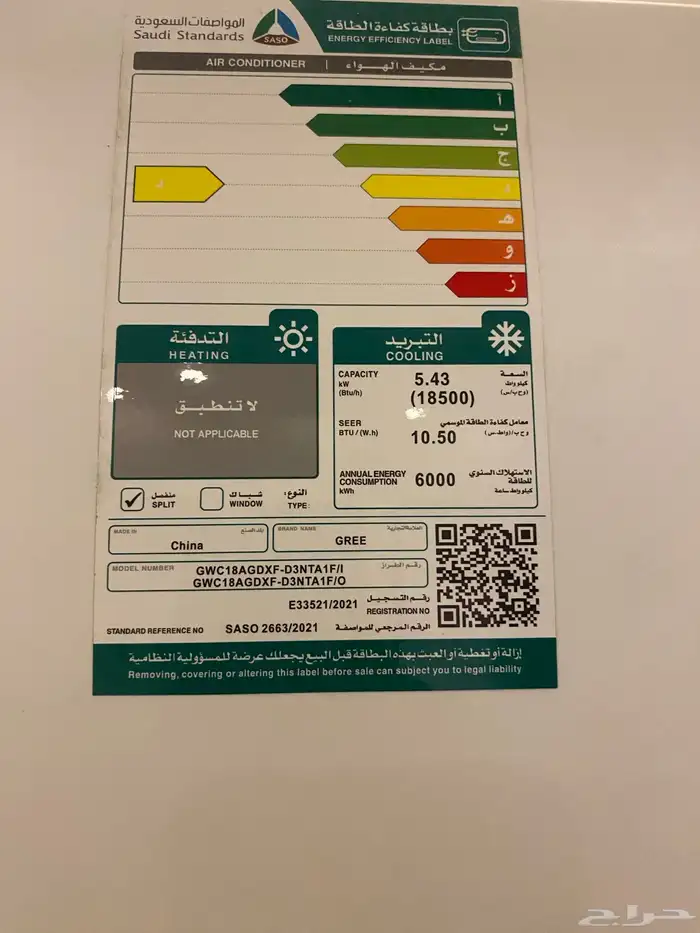 المواصفات السعودية
Saudi Standards
SASO
بطاقة كفاءة الطاقة
ENERGY EFFICIENCY LABEL
AIR CONDITIONER | مكيف الهواء
أ
ب
ج
د
د
هـ
و
ز
التدفئة
HEATING
لا تنطبق
NOT APPLICABLE
التبريد
COOLING
CAPACITY
kW
(Btu/h)
5.43
(18500)
السعة
كيلو واط
(و ح ب/س)
SEER
BTU / (W.h)
10.50
معامل كفاءة الطاقة الموسمي
(و ح ب/(واط-س))
ANNUAL ENERGY
CONSUMPTION
kWh
6000
الاستهلاك السنوي
للطاقة
كيلو واط ساعة
منفصل
SPLIT
شباك
WINDOW
النوع:
TYPE:
MADE IN بلد الصنع
China
BRAND NAME العلامة التجارية
GREE
MODEL NUMBER رقم الطراز
GWC18AGDXF-D3NTA1F/I
GWC18AGDXF-D3NTA1F/O
E33521/2021 رقم التسجيل
REGISTRATION NO
STANDARD REFERENCE NO SASO 2663/2021 الرقم المرجعي للمواصفة
إزالة أو تغطية أو العبث بهذه البطاقة قبل البيع يجعلك عرضة للمسؤولية النظامية
Removing, covering or altering this label before sale can subject you to legal liability
حراج